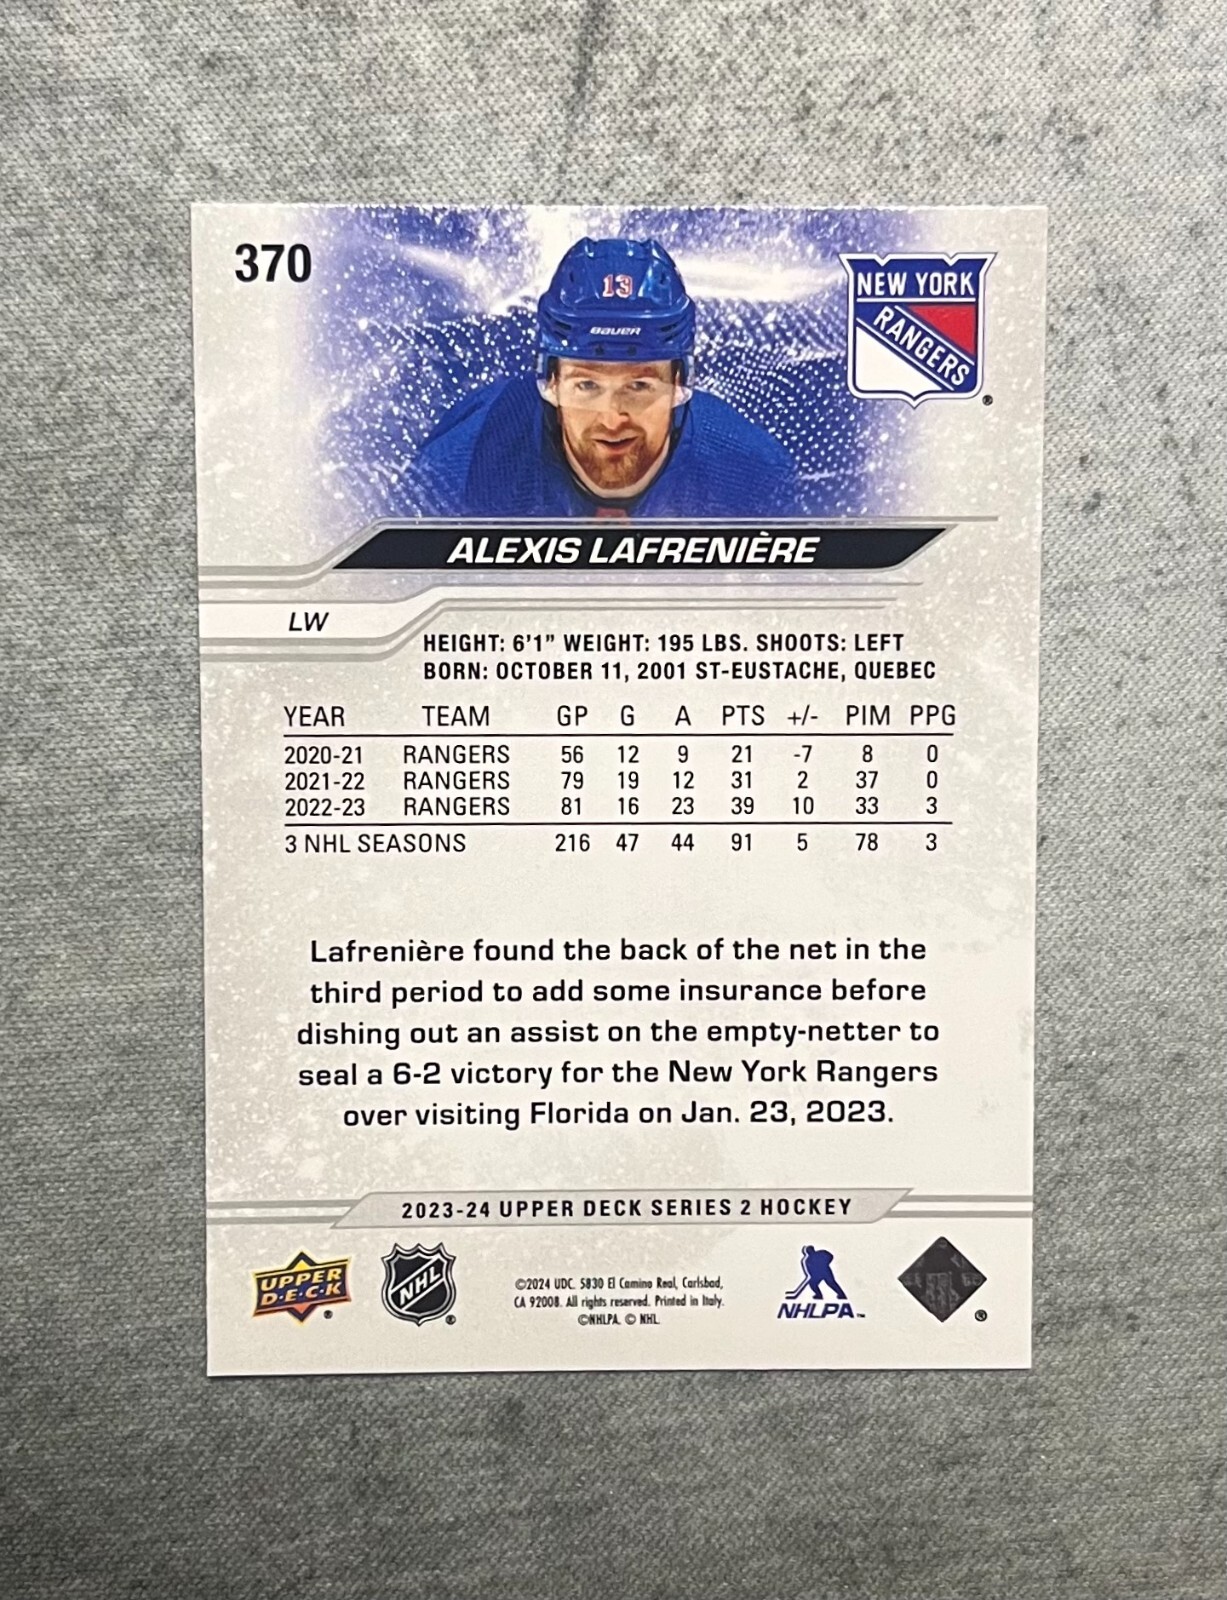 370
13
BAUER
NEW YORK
RANGERS
®
ALEXIS LAFRENIÈRE
LW
HEIGHT: 6'1" WEIGHT: 195 LBS. SHOOTS: LEFT
BORN: OCTOBER 11, 2001 ST-EUSTACHE, QUEBEC
YEAR TEAM GP G A PTS +/- PIM PPG
2020-21 RANGERS 56 12 9 21 -7 8 0
2021-22 RANGERS 79 19 12 31 2 37 0
2022-23 RANGERS 81 16 23 39 10 33 3
3 NHL SEASONS 216 47 44 91 5 78 3
Lafrenière found the back of the net in the
third period to add some insurance before
dishing out an assist on the empty-netter to
seal a 6-2 victory for the New York Rangers
over visiting Florida on Jan. 23, 2023.
2023-24 UPPER DECK SERIES 2 HOCKEY
UPPER
D·E·C·K
®
NHL
®
©2024 UDC. 5830 El Camino Real, Carlsbad,
CA 92008. All rights reserved. Printed in Italy.
©NHLPA. © NHL.
NHLPA™
®